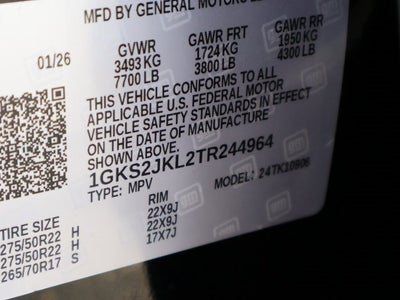 MFD BY GENERAL MOTORS
01/26
GVWR GAWR FRT GAWR RR
3493 KG 1724 KG 1950 KG
7700 LB 3800 LB 4300 LB
THIS VEHICLE CONFORMS TO ALL
APPLICABLE U.S. FEDERAL MOTOR
VEHICLE SAFETY STANDARDS IN EFFECT
ON THE DATE OF MANUFACTURE
SHOWN ABOVE.
1GKS2JKL2TR244964
TYPE: MPV MODEL: 24TK10906
TIRE SIZE RIM
275/50R22 H 22X9J
275/50R22 H 22X9J
265/70R17 S 17X7J